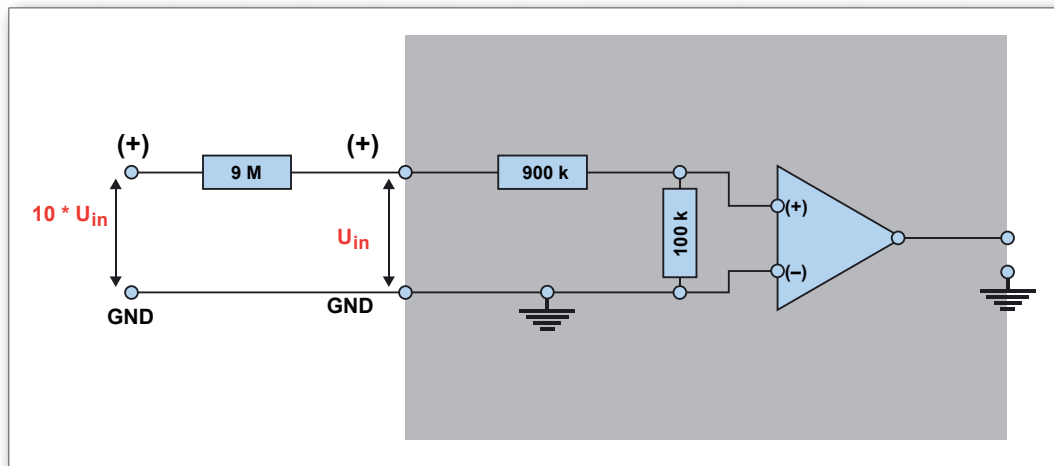 (+)
(+)
9 M
900 k
10 * Uin
Uin
100 k
(+)
(–)
GND
GND